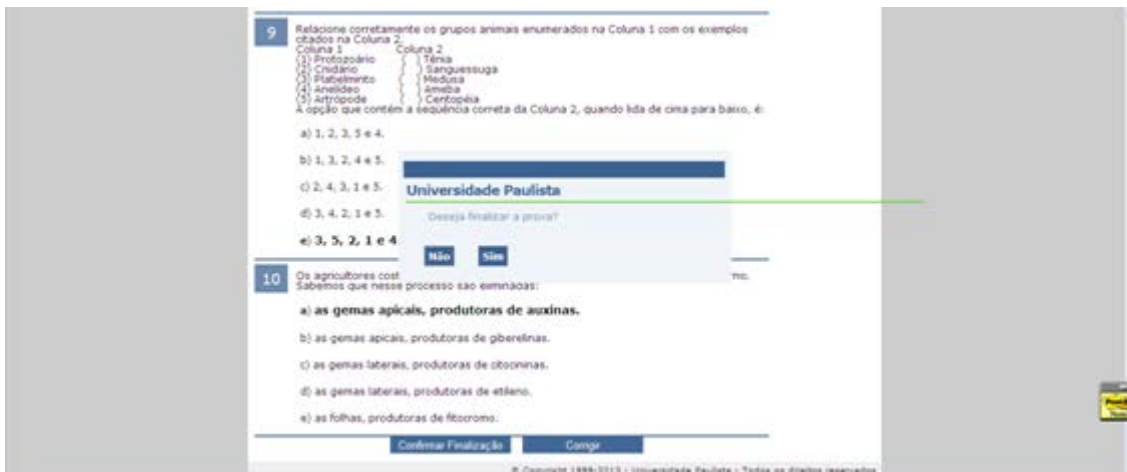 9
Relacione corretamente os grupos animais enumerados na Coluna 1 com os exemplos
citados na Coluna 2.
Coluna 1 Coluna 2
(1) Protozoário ( ) Tênia
(2) Cnidário ( ) Sanguessuga
(3) Platelminto ( ) Medusa
(4) Anelídeo ( ) Ameba
(5) Artrópode ( ) Centopéia
A opção que contém a seqüência correta da Coluna 2, quando lida de cima para baixo, é:
a) 1, 2, 3, 5 e 4.
b) 1, 3, 2, 4 e 5.
c) 2, 4, 3, 1 e 5.
d) 3, 4, 2, 1 e 5.
e) 3, 5, 2, 1 e 4
Universidade Paulista
Deseja finalizar a prova?
Não Sim
10
Os agricultores cost
Sabemos que nesse processo são eliminadas:
a) as gemas apicais, produtoras de auxinas.
b) as gemas apicais, produtoras de giberelinas.
c) as gemas laterais, produtoras de citocininas.
d) as gemas laterais, produtoras de etileno.
e) as folhas, produtoras de fitocromo.
Confirmar Finalização Corrigir
© Copyright 1999-2013 - Universidade Paulista - Todos os direitos reservados